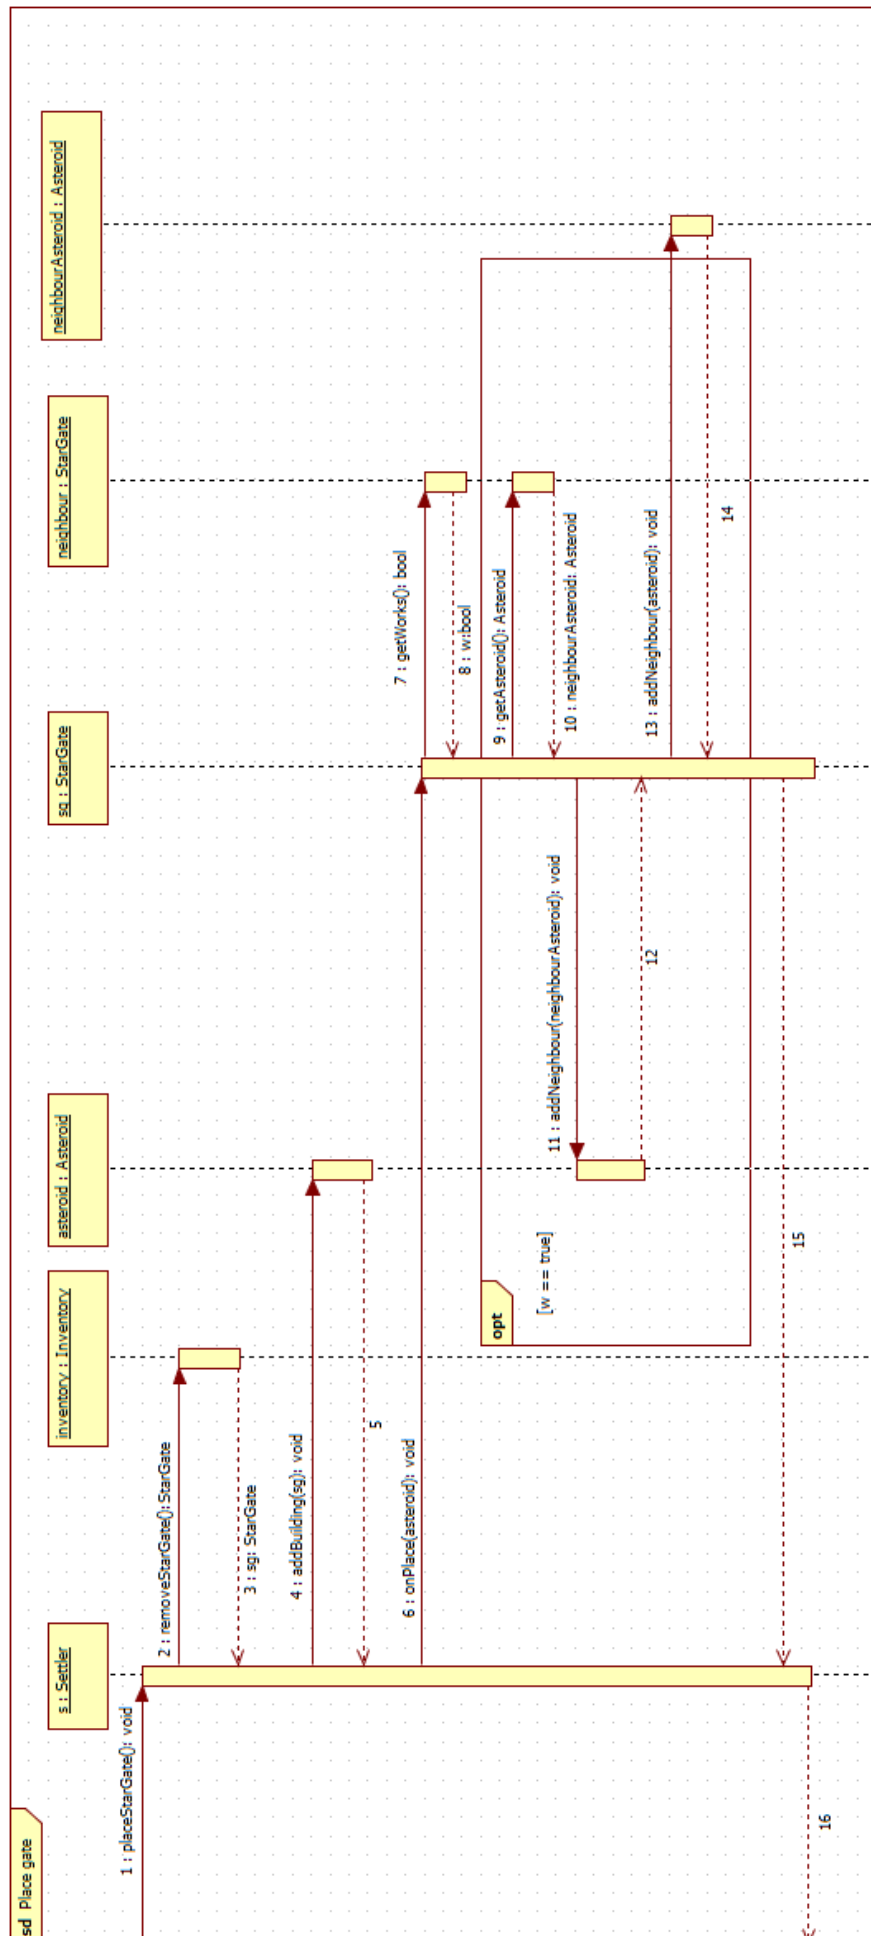 sd Place gate
s : Settler
inventory : Inventory
asteroid : Asteroid
sg : StarGate
neighbour : StarGate
neighbourAsteroid : Asteroid
1 : placeStarGate(): void
2 : removeStarGate(): StarGate
3 : sg: StarGate
4 : addBuilding(sg): void
5
6 : onPlace(asteroid): void
7 : getWorks(): bool
8 : w:bool
opt
[w == true]
9 : getAsteroid(): Asteroid
10 : neighbourAsteroid: Asteroid
11 : addNeighbour(neighbourAsteroid): void
12
13 : addNeighbour(asteroid): void
14
15
16